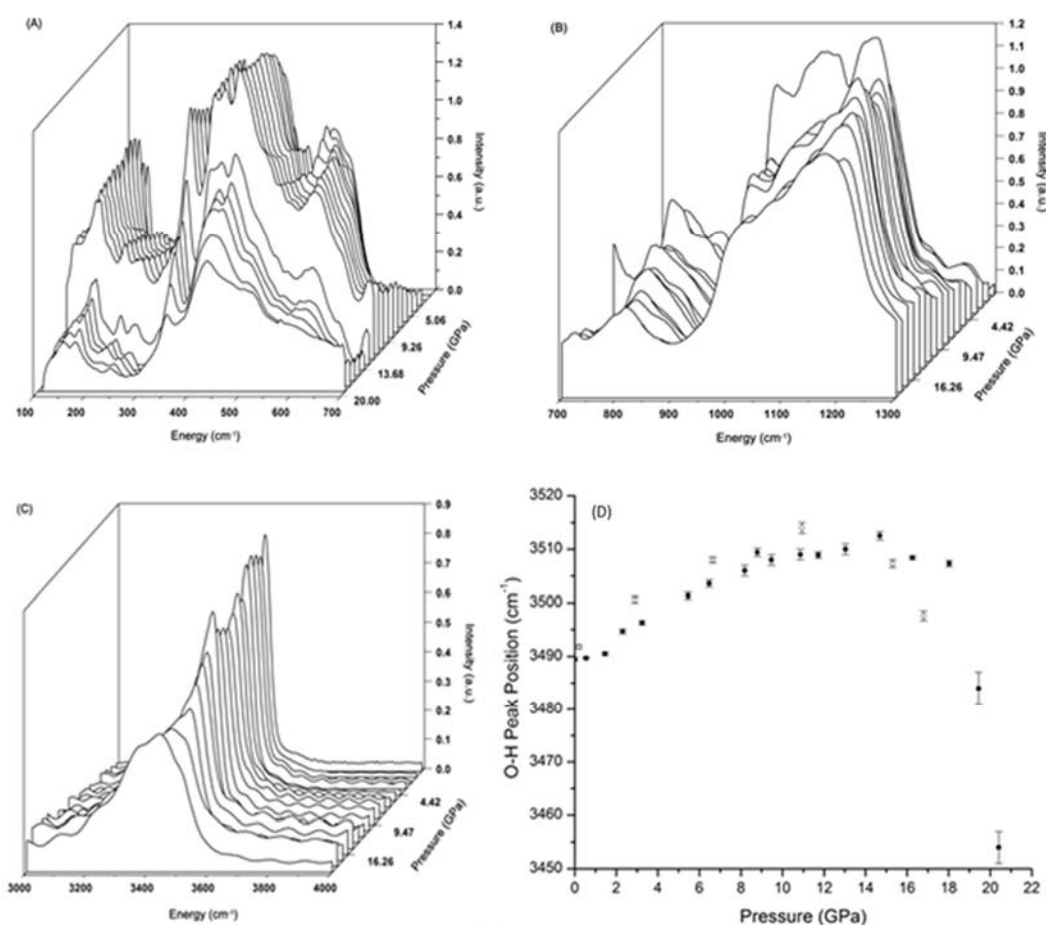 (A)
1.4
1.2
1.0
0.8
0.6
0.4
0.2
0.0
Intensity (a.u.)
5.06
9.26
13.68
20.00
Pressure (GPa)
100 200 300 400 500 600 700
Energy (cm⁻¹)
(B)
1.2
1.1
1.0
0.9
0.8
0.7
0.6
0.5
0.4
0.3
0.2
0.1
0.0
Intensity (a.u.)
4.42
9.47
16.26
Pressure (GPa)
700 800 900 1000 1100 1200 1300
Energy (cm⁻¹)
(C)
0.9
0.8
0.7
0.6
0.5
0.4
0.3
0.2
0.1
0.0
Intensity (a.u.)
4.42
9.47
16.26
Pressure (GPa)
3000 3200 3400 3600 3800 4000
Energy (cm⁻¹)
(D)
3520
3510
3500
3490
3480
3470
3460
3450
O-H Peak Position (cm⁻¹)
0 2 4 6 8 10 12 14 16 18 20 22
Pressure (GPa)